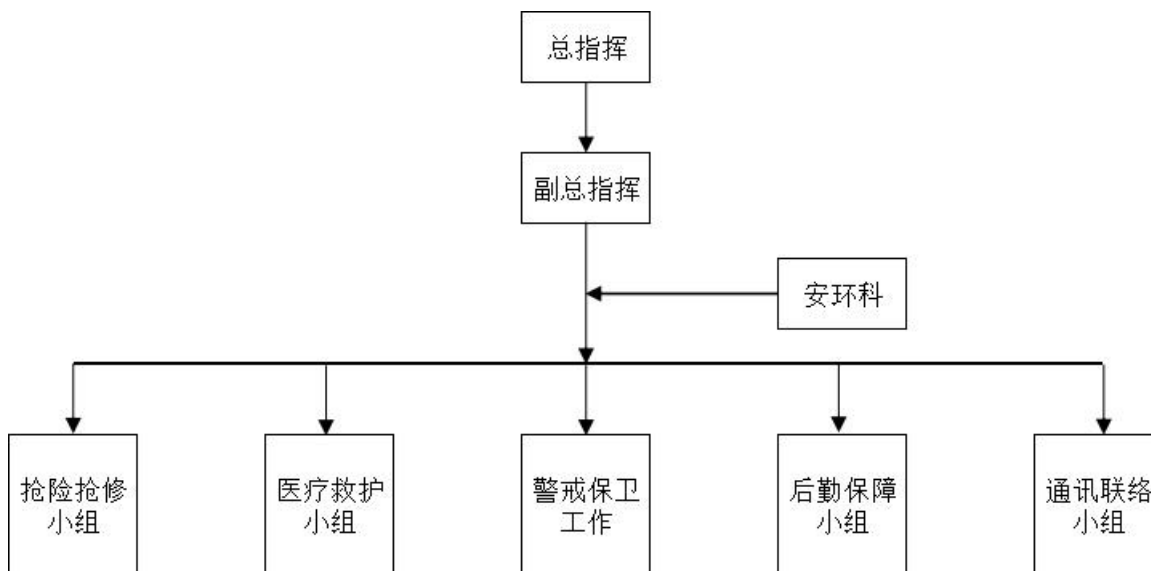 总指挥
副总指挥
安环科
抢险抢修
小组
医疗救护
小组
警戒保卫
工作
后勤保障
小组
通讯联络
小组